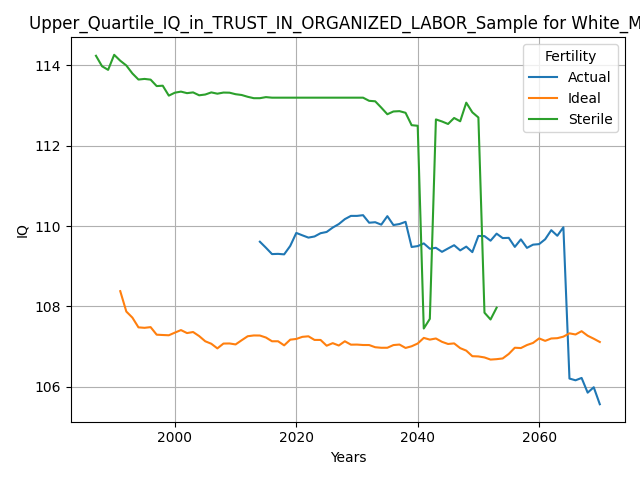 Upper_Quartile_IQ_in_TRUST_IN_ORGANIZED_LABOR_Sample for White_M
Fertility
Actual
Ideal
Sterile
114
112
110
108
106
IQ
2000 2020 2040 2060
Years